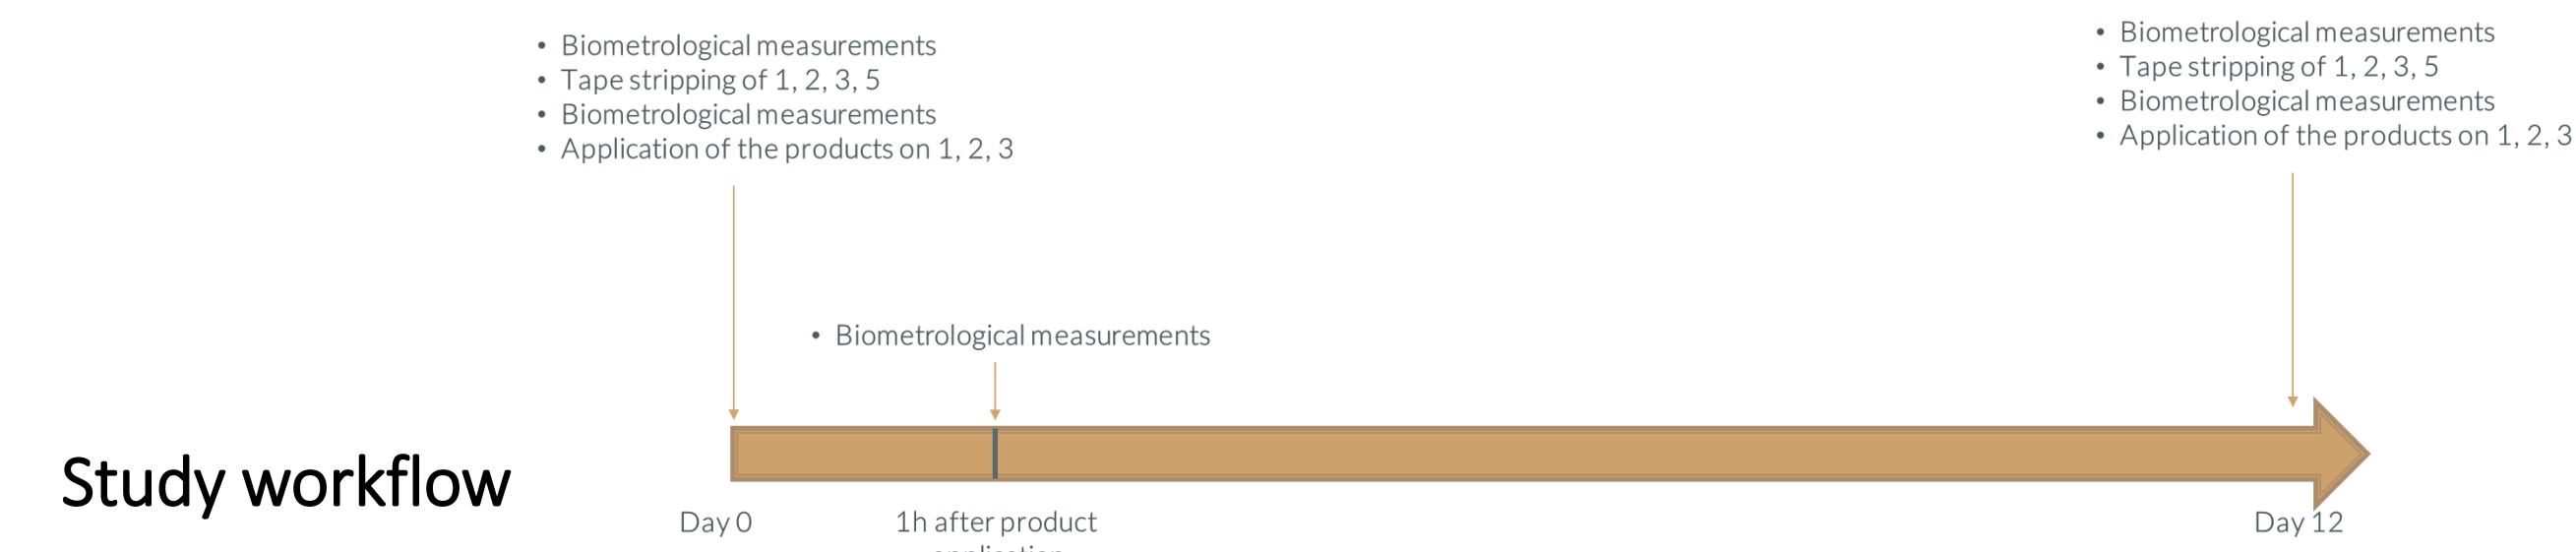 • Biometrological measurements
• Tape stripping of 1, 2, 3, 5
• Biometrological measurements
• Application of the products on 1, 2, 3
• Biometrological measurements
• Tape stripping of 1, 2, 3, 5
• Biometrological measurements
• Application of the products on 1, 2, 3
• Biometrological measurements
Study workflow
Day 0
1h after product
application
Day 12